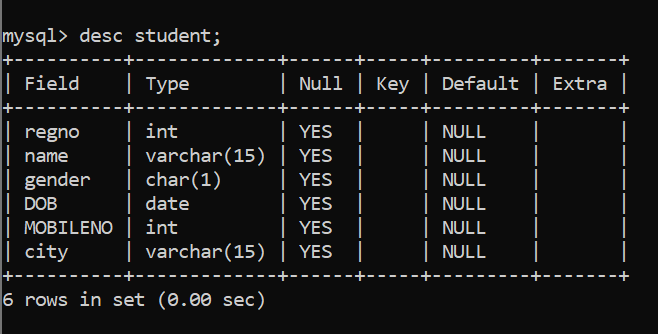 mysql> desc student;
+----------+-------------+------+-----+---------+-------+
| Field    | Type        | Null | Key | Default | Extra |
+----------+-------------+------+-----+---------+-------+
| regno    | int         | YES  |     | NULL    |       |
| name     | varchar(15) | YES  |     | NULL    |       |
| gender   | char(1)     | YES  |     | NULL    |       |
| DOB      | date        | YES  |     | NULL    |       |
| MOBILENO | int         | YES  |     | NULL    |       |
| city     | varchar(15) | YES  |     | NULL    |       |
+----------+-------------+------+-----+---------+-------+
6 rows in set (0.00 sec)